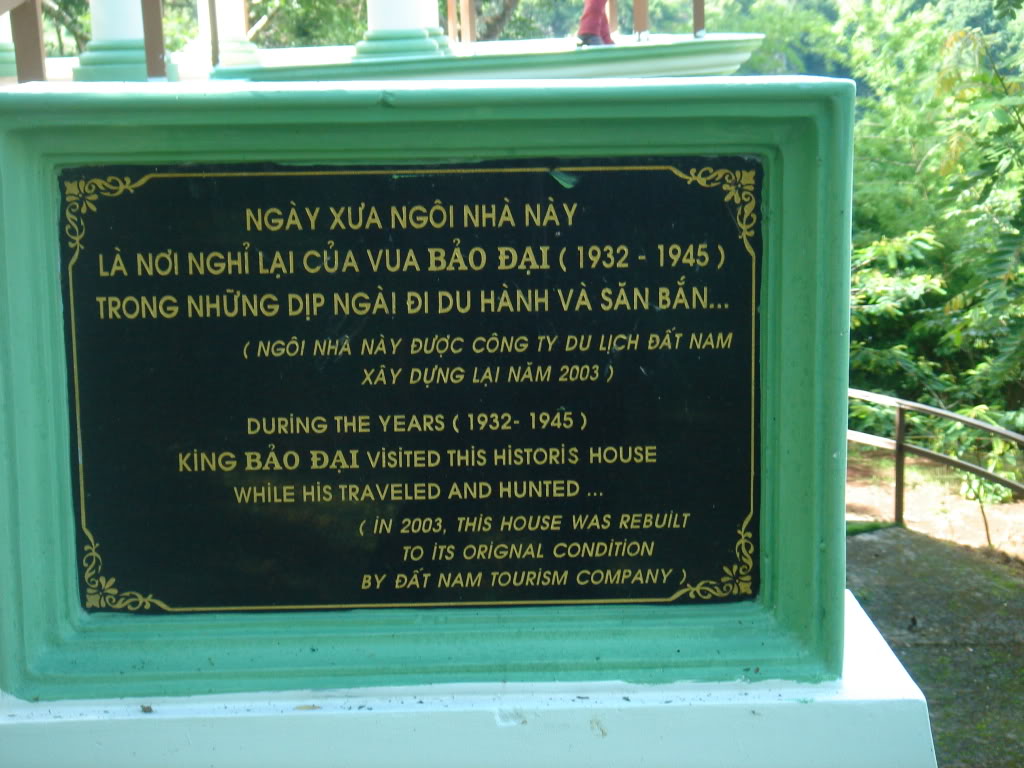 NGÀY XƯA NGÔI NHÀ NÀY
LÀ NƠI NGHỈ LẠI CỦA VUA BẢO ĐẠI ( 1932 - 1945 )
TRONG NHỮNG DỊP NGÀI ĐI DU HÀNH VÀ SĂN BẮN...
( NGÔI NHÀ NÀY ĐƯỢC CÔNG TY DU LỊCH ĐẤT NAM
XÂY DỰNG LẠI NĂM 2003 )
DURING THE YEARS ( 1932- 1945 )
KING BẢO ĐẠI VISITED THIS HISTORIS HOUSE
WHILE HIS TRAVELED AND HUNTED ...
( IN 2003, THIS HOUSE WAS REBUILT
TO ITS ORIGNAL CONDITION
BY ĐẤT NAM TOURISM COMPANY )